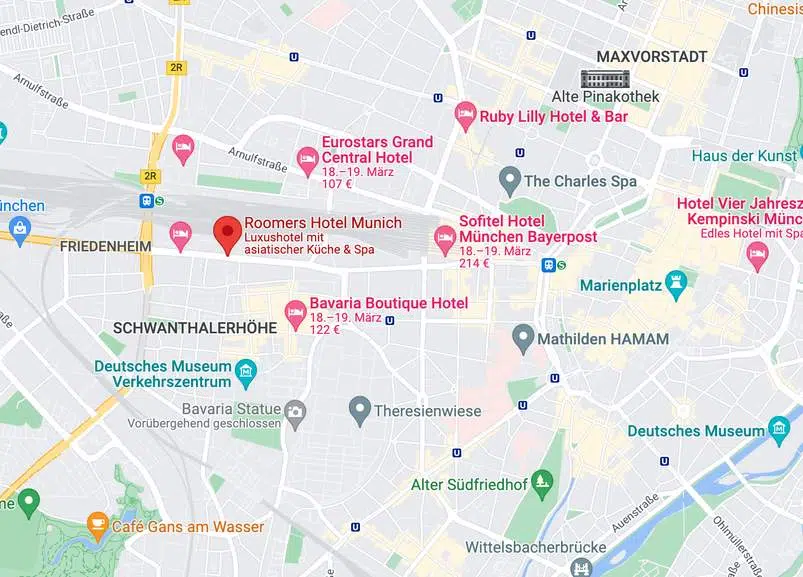 Chinesis
endl-Dietrich-Straße
MAXVORSTADT
2R
Arnulfstraße
Alte Pinakothek
Ruby Lilly Hotel & Bar
Eurostars Grand
Central Hotel
18.–19. März
107 €
Arnulfstraße
Haus der Kunst
2R
The Charles Spa
ünchen
S
Roomers Hotel Munich
Luxushotel mit
asiatischer Küche & Spa
Sofitel Hotel
München Bayerpost
18.–19. März
214 €
Hotel Vier Jahresz
Kempinski Münc
Edles Hotel mit Spa
FRIEDENHEIM
S
Marienplatz
Bavaria Boutique Hotel
18.–19. März
122 €
U
SCHWANTHALERHÖHE
Mathilden HAMAM
Deutsches Museum
Verkehrszentrum
Bavaria Statue
Vorübergehend geschlossen
Theresienwiese
Deutsches Museum
Alter Südfriedhof
me
Café Gans am Wasser
Auenstraße
Ohlmüllerstraße
Wittelsbacherbrücke